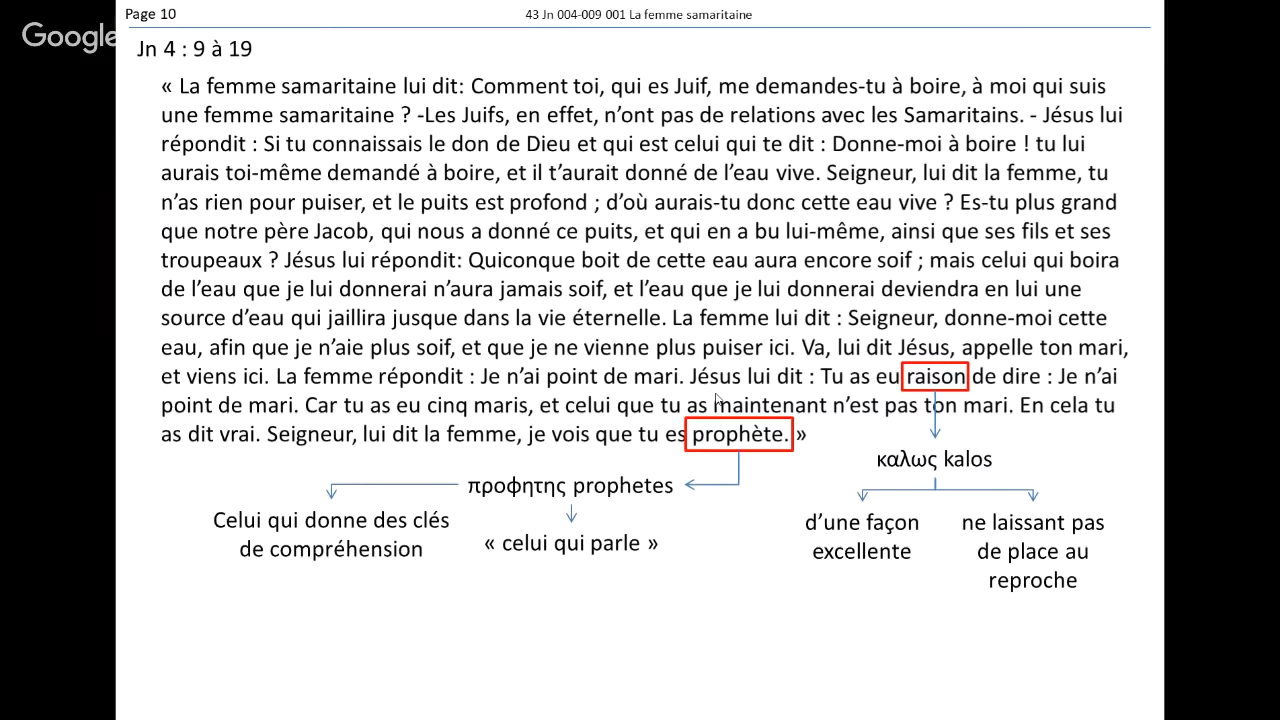 Page 10
43 Jn 004-009 001 La femme samaritaine
Google
Jn 4 : 9 à 19
« La femme samaritaine lui dit: Comment toi, qui es Juif, me demandes-tu à boire, à moi qui suis
une femme samaritaine ? -Les Juifs, en effet, n’ont pas de relations avec les Samaritains. - Jésus lui
répondit : Si tu connaissais le don de Dieu et qui est celui qui te dit : Donne-moi à boire ! tu lui
aurais toi-même demandé à boire, et il t’aurait donné de l’eau vive. Seigneur, lui dit la femme, tu
n’as rien pour puiser, et le puits est profond ; d’où aurais-tu donc cette eau vive ? Es-tu plus grand
que notre père Jacob, qui nous a donné ce puits, et qui en a bu lui-même, ainsi que ses fils et ses
troupeaux ? Jésus lui répondit: Quiconque boit de cette eau aura encore soif ; mais celui qui boira
de l’eau que je lui donnerai n’aura jamais soif, et l’eau que je lui donnerai deviendra en lui une
source d’eau qui jaillira jusque dans la vie éternelle. La femme lui dit : Seigneur, donne-moi cette
eau, afin que je n’aie plus soif, et que je ne vienne plus puiser ici. Va, lui dit Jésus, appelle ton mari,
et viens ici. La femme répondit : Je n’ai point de mari. Jésus lui dit : Tu as eu raison de dire : Je n’ai
point de mari. Car tu as eu cinq maris, et celui que tu as maintenant n’est pas ton mari. En cela tu
as dit vrai. Seigneur, lui dit la femme, je vois que tu es prophète. »
καλως kalos
προφητης prophetes
Celui qui donne des clés
de compréhension
« celui qui parle »
d’une façon
excellente
ne laissant pas
de place au
reproche